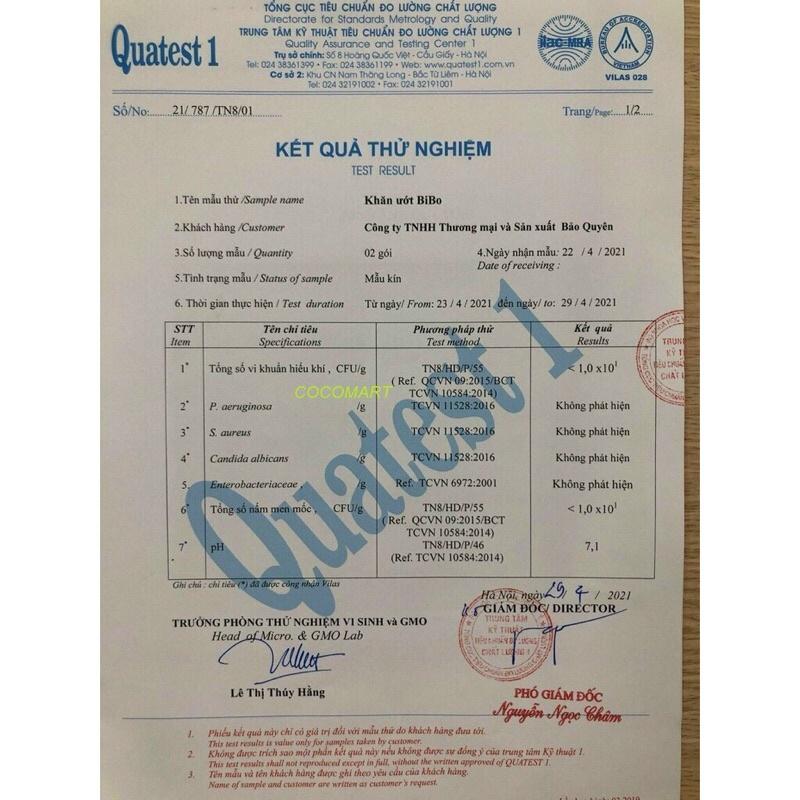 TỔNG CỤC TIÊU CHUẨN ĐO LƯỜNG CHẤT LƯỢNG
Directorate for Standards Metrology and Quality
TRUNG TÂM KỸ THUẬT TIÊU CHUẨN ĐO LƯỜNG CHẤT LƯỢNG 1
Quality Assurance and Testing Center 1
Trụ sở chính: Số 8 Hoàng Quốc Việt - Cầu Giấy - Hà Nội
Tel: 024 38361399 • Fax: 024 38361199 • Web: www.quatest1.com.vn
Cơ sở 2: Khu CN Nam Thăng Long - Bắc Từ Liêm - Hà Nội
Tel: 024 32191002 • Fax: 024 32191001
Quatest 1
ilac-MRA
BUREAU OF ACCREDITATION
VIETNAM
VILAS 028
Số/No: 21/ 787 /TN8/01
Trang/Page: 1/2
KẾT QUẢ THỬ NGHIỆM
TEST RESULT
1.Tên mẫu thử /Sample name Khăn ướt BiBo
2.Khách hàng /Customer Công ty TNHH Thương mại và Sản xuất Bảo Quyên
3.Số lượng mẫu / Quantity 02 gói 4.Ngày nhận mẫu: 22 / 4 / 2021
Date of receiving :
5.Tình trạng mẫu / Status of sample Mẫu kín
6. Thời gian thực hiện / Test duration Từ ngày/ From: 23 / 4 / 2021 đến ngày/ to: 29 / 4 / 2021
STT Tên chỉ tiêu Phương pháp thử Kết quả
Item Specifications Test method Results
1* Tổng số vi khuẩn hiếu khí , CFU/g TN8/HD/P/55 < 1,0 x10¹
( Ref. QCVN 09:2015/BCT
TCVN 10584:2014)
COCOMART
2* P. aeruginosa /g TCVN 11528:2016 Không phát hiện
3* S. aureus /g TCVN 11528:2016 Không phát hiện
4* Candida albicans /g TCVN 11528:2016 Không phát hiện
5. Enterobacteriaceae , /g Ref. TCVN 6972:2001 Không phát hiện
6* Tổng số nấm men mốc , CFU/g TN8/HD/P/55 < 1,0 x10¹
( Ref. QCVN 09:2015/BCT
TCVN 10584:2014)
7* pH TN8/HD/P/46 7,1
(Ref. TCVN 10584:2014)
Quatest 1
Ghi chú : chỉ tiêu (*) đã được công nhận Vilas
Hà Nội, ngày 29 / 4 / 2021
TRƯỞNG PHÒNG THỬ NGHIỆM VI SINH và GMO
GIÁM ĐỐC/ DIRECTOR
Head of Micro. & GMO Lab
TRUNG TÂM
KỸ THUẬT
TIÊU CHUẨN ĐO LƯỜNG
CHẤT LƯỢNG 1
Lê Thị Thúy Hằng
PHÓ GIÁM ĐỐC
Nguyễn Ngọc Châm
1. Phiếu kết quả này chỉ có giá trị đối với mẫu thử do khách hàng đưa tới.
This test results is value only for samples taken by customer.
2. Không được trích sao một phần kết quả này nếu không được sự đồng ý của trung tâm Kỹ thuật 1.
This test results shall not reproduced except in full, without the written approved of QUATEST 1.
3. Tên mẫu và tên khách hàng được ghi theo yêu cầu của khách hàng.
Name of sample and customer are written as customer's request.